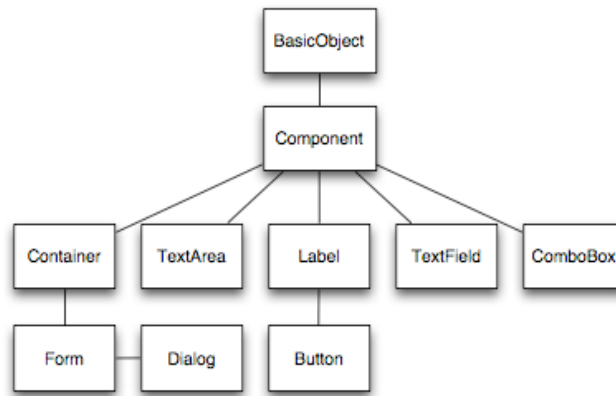 BasicObject
Component
Container
TextArea
Label
TextField
ComboBox
Form
Dialog
Button